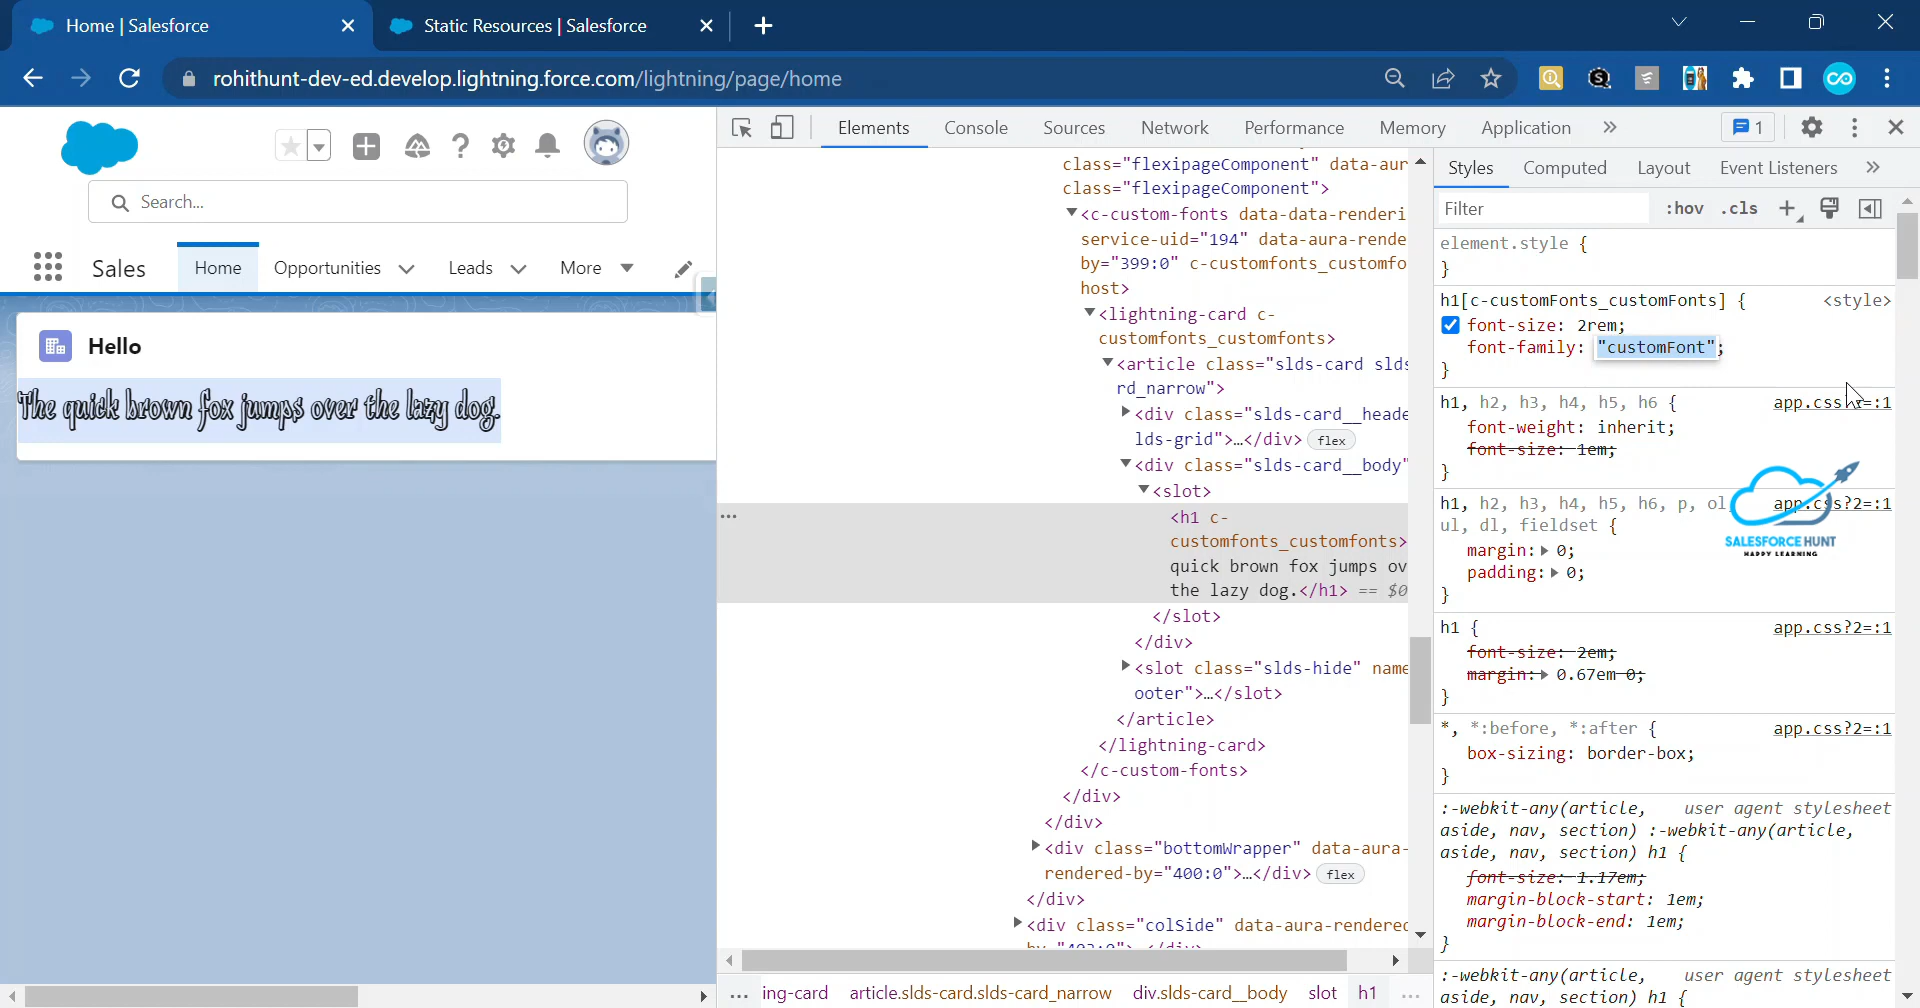 Home | Salesforce
Static Resources | Salesforce
rohithunt-dev-ed.develop.lightning.force.com/lightning/page/home
Search...
Sales
Home
Opportunities
Leads
More
Hello
The quick brown fox jumps over the lazy dog.
Elements
Console
Sources
Network
Performance
Memory
Application
1
class="flexipageComponent" data-aur
class="flexipageComponent">
<c-custom-fonts data-data-renderi
service-uid="194" data-aura-rende
by="399:0" c-customfonts_customfo
host>
<lightning-card c-
customfonts_customfonts>
<article class="slds-card slds
rd_narrow">
<div class="slds-card__heade
lds-grid">…</div> flex
<div class="slds-card__body"
<slot>
<h1 c-
customfonts_customfonts>
quick brown fox jumps ov
the lazy dog.</h1> == $0
</slot>
</div>
<slot class="slds-hide" name
ooter">…</slot>
</article>
</lightning-card>
</c-custom-fonts>
</div>
</div>
<div class="bottomWrapper" data-aura-
rendered-by="400:0">…</div> flex
</div>
<div class="colSide" data-aura-rendered
... ing-card article.slds-card.slds-card_narrow div.slds-card__body slot h1 ...
Styles
Computed
Layout
Event Listeners
Filter
:hov .cls
element.style {
}
h1[c-customFonts_customFonts] { <style>
font-size: 2rem;
font-family: "customFont";
}
h1, h2, h3, h4, h5, h6 {
font-weight: inherit;
font-size: 1em;
}
h1, h2, h3, h4, h5, h6, p, ol, app.css?2=:1
ul, dl, fieldset {
margin: 0;
padding: 0;
}
SALESFORCE HUNT
HAPPY LEARNING
h1 { app.css?2=:1
font-size: 2em;
margin: 0.67em 0;
}
*, *:before, *:after { app.css?2=:1
box-sizing: border-box;
}
:-webkit-any(article, user agent stylesheet
aside, nav, section) :-webkit-any(article,
aside, nav, section) h1 {
font-size: 1.17em;
margin-block-start: 1em;
margin-block-end: 1em;
}
:-webkit-any(article, user agent stylesheet
aside, nav, section) h1 {